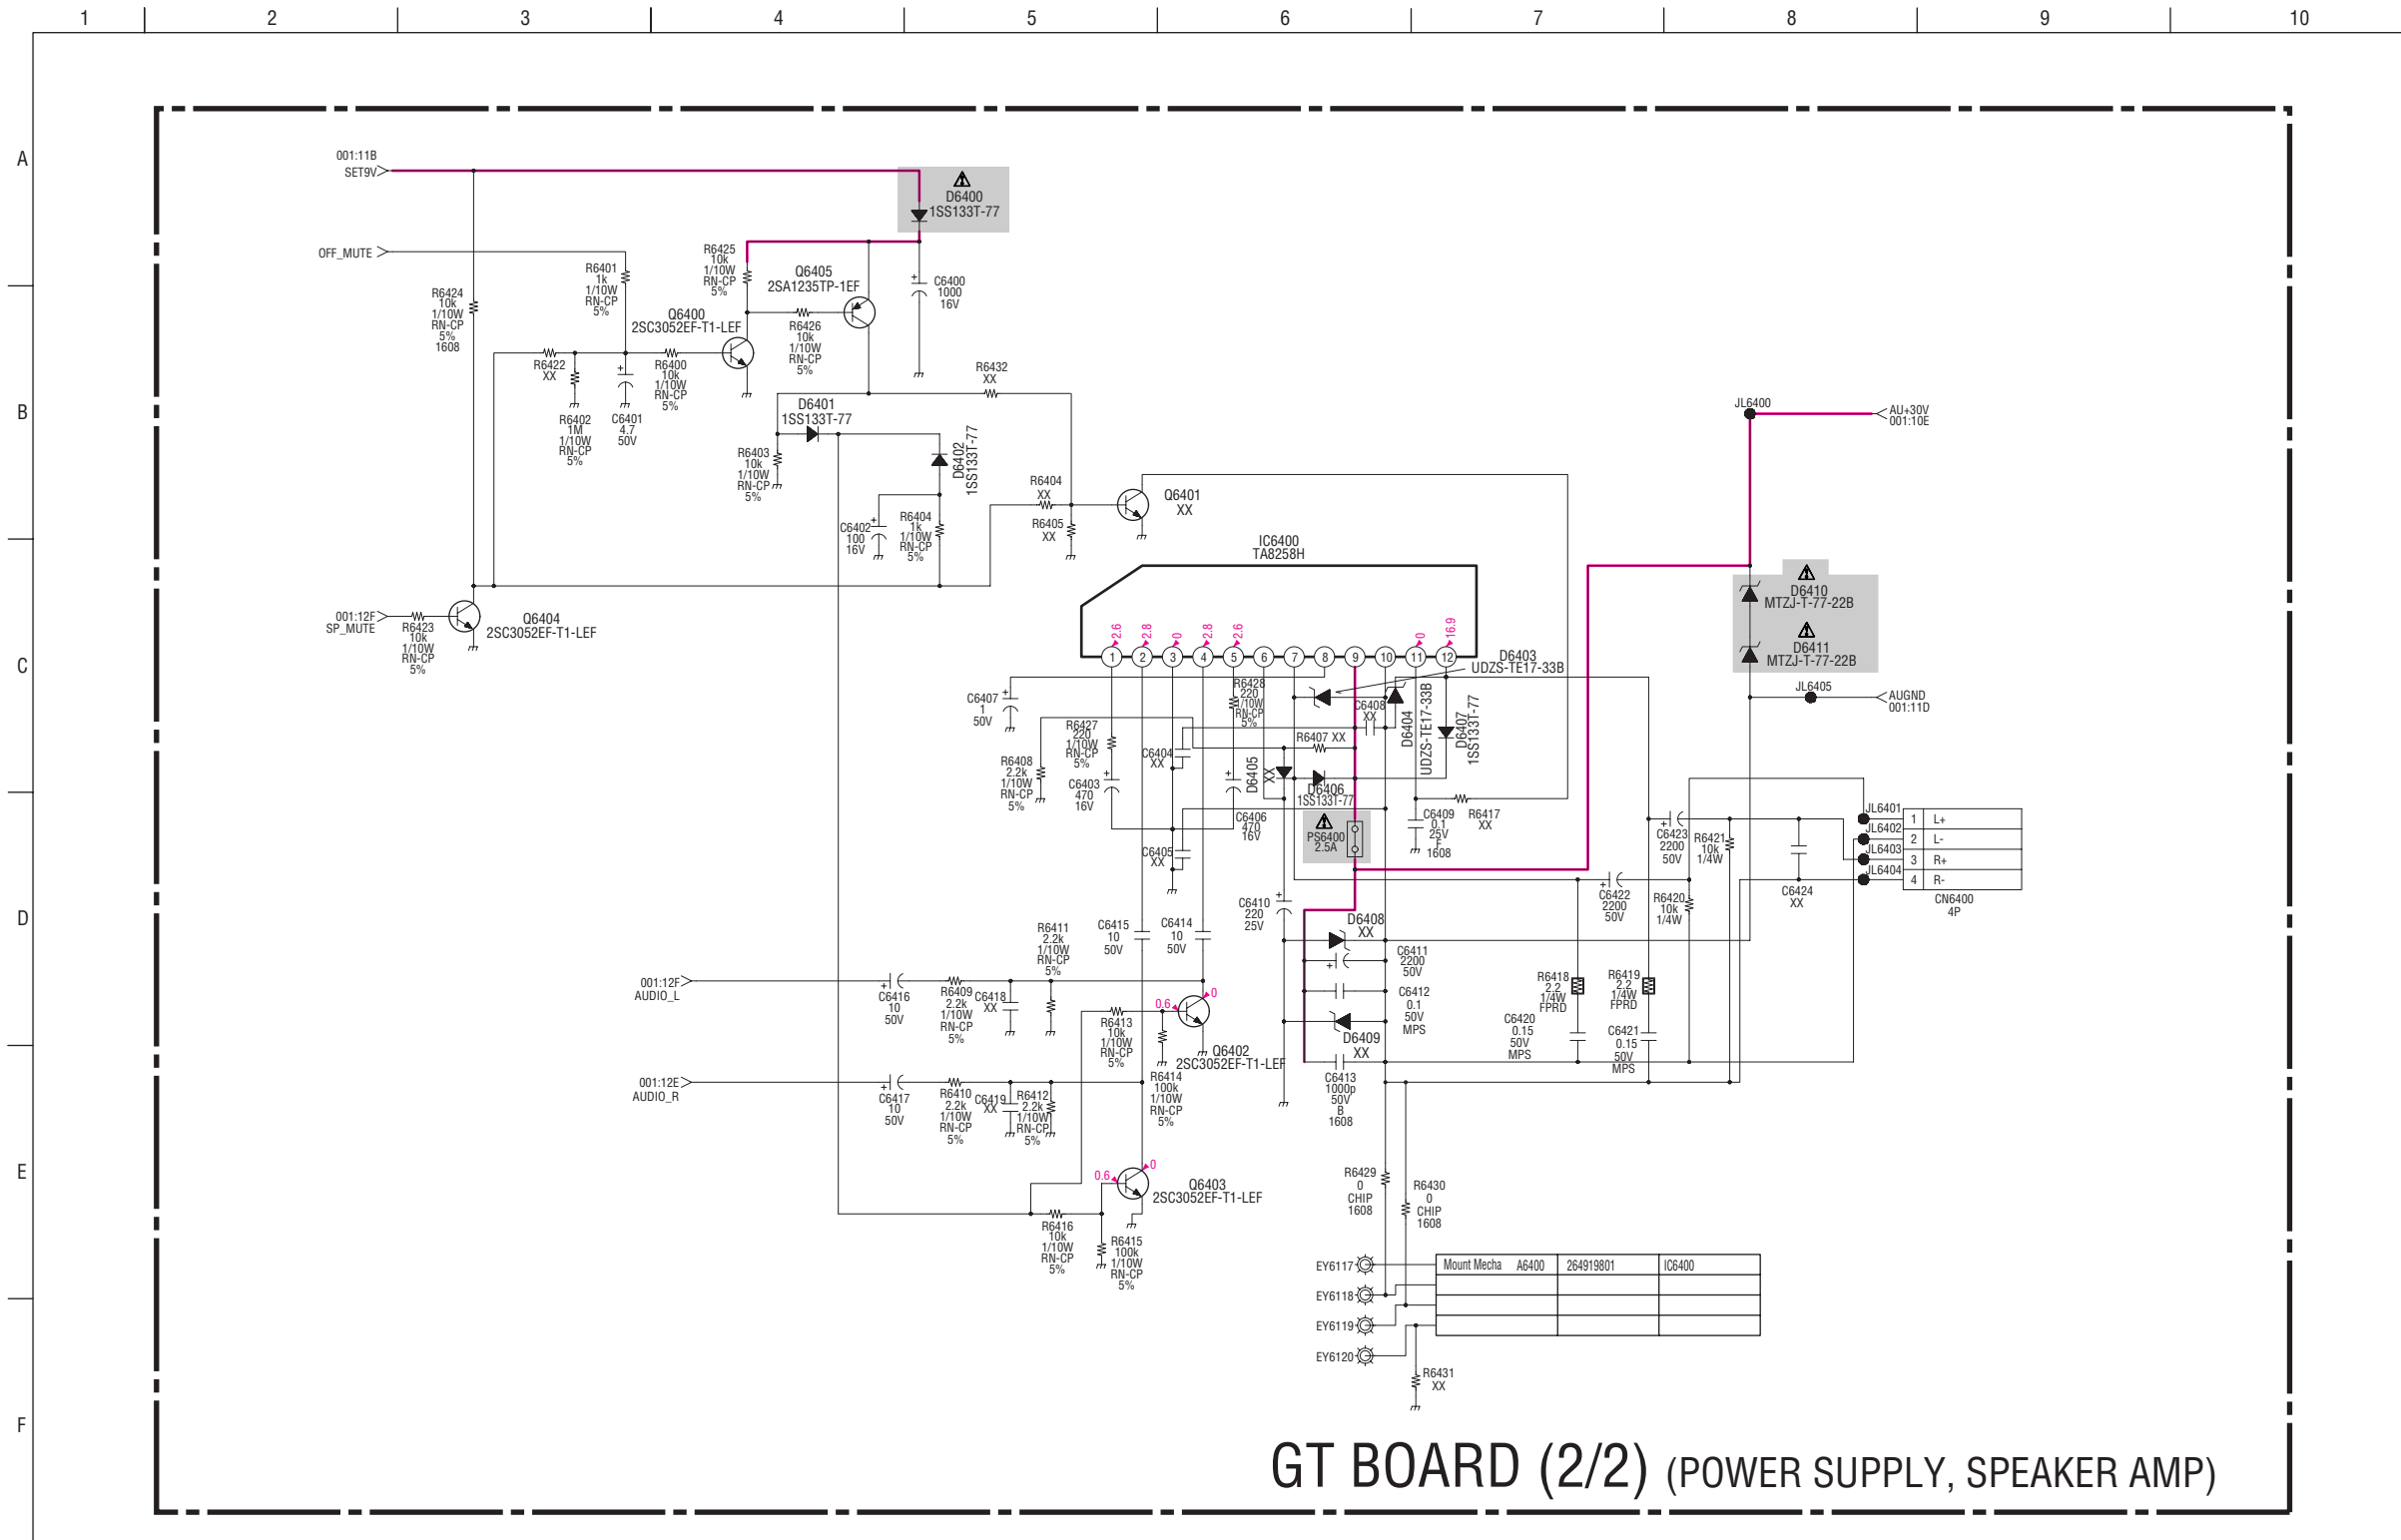 1 2 3 4 5 6 7 8 9 10
A
B
C
D
E
F
001:11B
SET9V
D6400
1SS133T-77
OFF_MUTE
R6401
1k
1/10W
RN-CP
5%
R6425
10k
1/10W
RN-CP
5%
Q6405
2SA1235TP-1EF
C6400
1000
16V
R6424
10k
1/10W
RN-CP
5%
1608
Q6400
2SC3052EF-T1-LEF
R6426
10k
1/10W
RN-CP
5%
R6422
XX
R6400
10k
1/10W
RN-CP
5%
R6402
1M
1/10W
RN-CP
5%
C6401
4.7
50V
R6432
XX
D6401
1SS133T-77
R6403
10k
1/10W
RN-CP
5%
D6402
1SS133T-77
C6402
100
16V
R6404
1k
1/10W
RN-CP
5%
R6404
XX
R6405
XX
Q6401
XX
JL6400
AU+30V
001:10E
IC6400
TA8258H
D6410
MTZJ-T-77-22B
D6411
MTZJ-T-77-22B
001:12F
SP_MUTE
R6423
10k
1/10W
RN-CP
5%
Q6404
2SC3052EF-T1-LEF
2.6
2.8
0
2.8
2.6
0
16.9
1 2 3 4 5 6 7 8 9 10 11 12
D6403
UDZS-TE17-33B
JL6405
AUGND
001:11D
C6407
1
50V
R6428
220
1/10W
RN-CP
5%
C6408
XX
D6404
UDZS-TE17-33B
D6407
1SS133T-77
R6427
220
1/10W
RN-CP
5%
C6404
XX
R6407 XX
R6408
2.2k
1/10W
RN-CP
5%
C6403
470
16V
D6405
XX
D6406
1SS133T-77
C6406
470
16V
PS6400
2.5A
C6409
0.1
25V
F
1608
R6417
XX
C6405
XX
C6423
2200
50V
R6421
10k
1/4W
C6424
XX
JL6401
JL6402
JL6403
JL6404
1 L+
2 L-
3 R+
4 R-
CN6400
4P
C6422
2200
50V
R6420
10k
1/4W
C6410
220
25V
D6408
XX
C6411
2200
50V
C6412
0.1
50V
MPS
D6409
XX
C6413
1000p
50V
B
1608
C6415
10
50V
C6414
10
50V
R6411
2.2k
1/10W
RN-CP
5%
001:12F
AUDIO_L
C6416
10
50V
R6409
2.2k
1/10W
RN-CP
5%
C6418
XX
R6413
10k
1/10W
RN-CP
5%
0.6
0
Q6402
2SC3052EF-T1-LEF
R6414
100k
1/10W
RN-CP
5%
R6418
2.2
1/4W
FPRD
R6419
2.2
1/4W
FPRD
C6420
0.15
50V
MPS
C6421
0.15
50V
MPS
001:12E
AUDIO_R
C6417
10
50V
R6410
2.2k
1/10W
RN-CP
5%
C6419
XX
R6412
2.2k
1/10W
RN-CP
5%
0.6
0
Q6403
2SC3052EF-T1-LEF
R6416
10k
1/10W
RN-CP
5%
R6415
100k
1/10W
RN-CP
5%
R6429
0
CHIP
1608
R6430
0
CHIP
1608
EY6117
EY6118
EY6119
EY6120
Mount Mecha A6400 264919801 IC6400
R6431
XX
GT BOARD (2/2) (POWER SUPPLY, SPEAKER AMP)